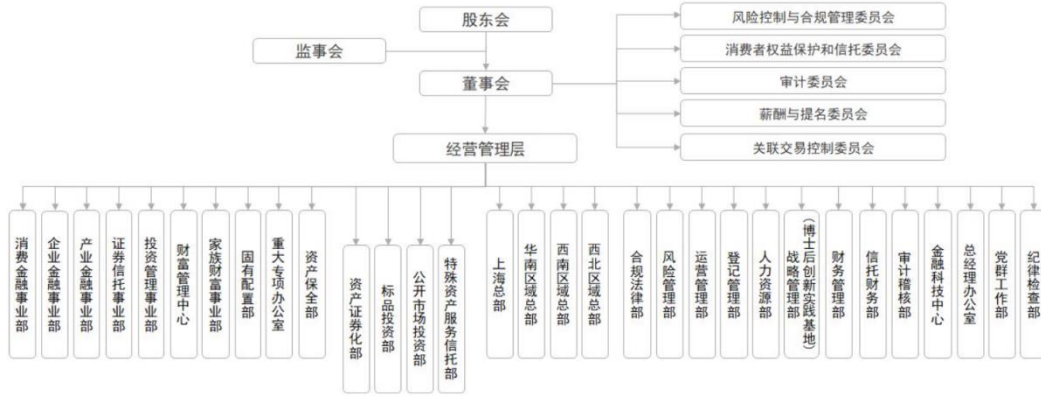 股东会
监事会
董事会
经营管理层
风险控制与合规管理委员会
消费者权益保护和信托委员会
审计委员会
薪酬与提名委员会
关联交易控制委员会
消费金融事业部
企业金融事业部
产业金融事业部
证券信托事业部
投资管理事业部
财富管理中心
家族财富事业部
固有配置部
重大专项办公室
资产保全部
资产证券化部
标品投资部
公开市场投资部
特殊资产服务信托部
上海总部
华南区域总部
西南区域总部
西北区域总部
合规法律部
风险管理部
运营管理部
登记管理部
人力资源部
战略管理部
（博士后创新实践基地）
财务管理部
信托财务部
审计稽核部
金融科技中心
总经理办公室
党群工作部
纪律检查部